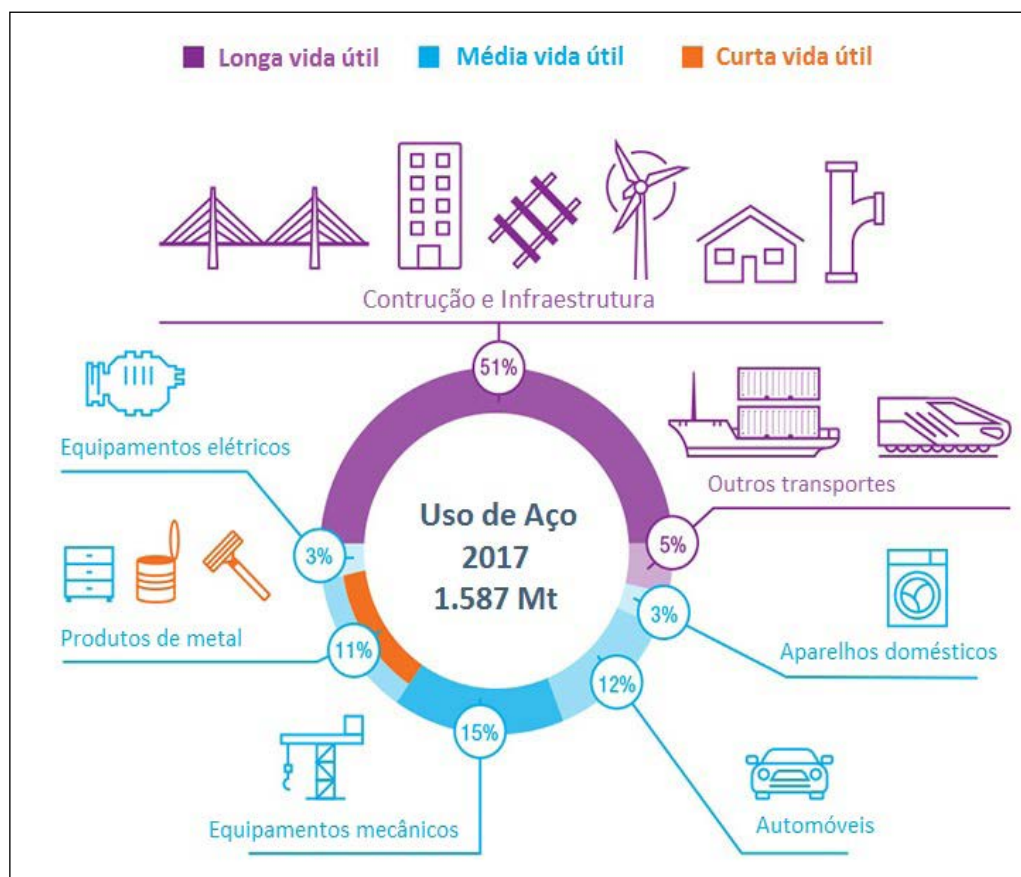 Longa vida útil
Média vida útil
Curta vida útil
Contrução e Infraestrutura
51%
Equipamentos elétricos
Outros transportes
3%
Uso de Aço
2017
1.587 Mt
5%
Produtos de metal
11%
3%
Aparelhos domésticos
12%
15%
Equipamentos mecânicos
Automóveis